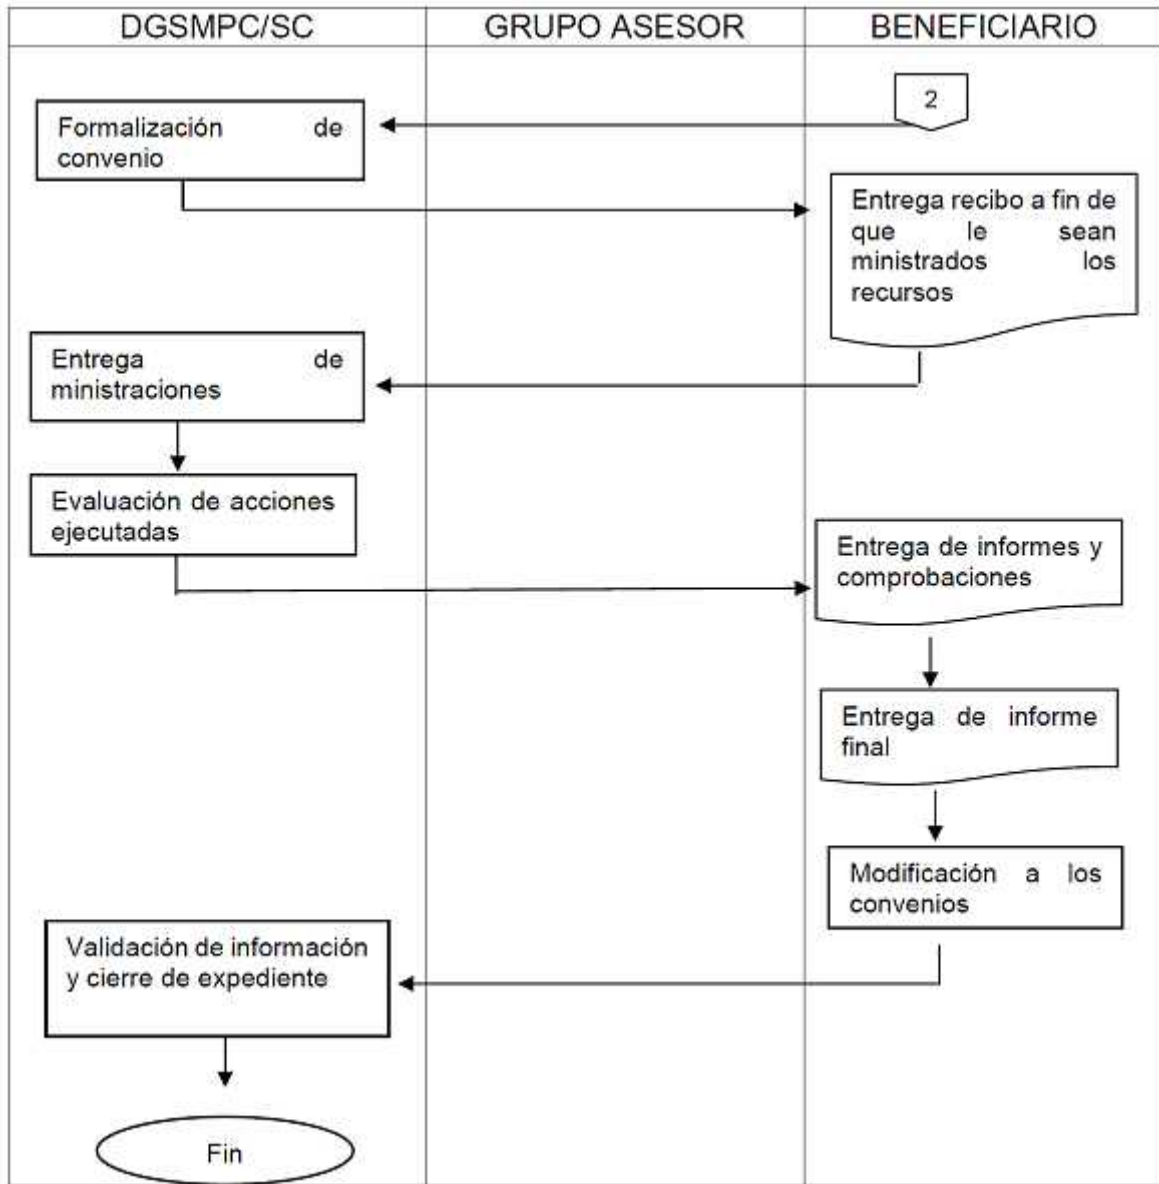 DGSMPC/SC
GRUPO ASESOR
BENEFICIARIO
2
Formalización de
convenio
Entrega recibo a fin de
que le sean
ministrados los
recursos
Entrega de
ministraciones
Evaluación de acciones
ejecutadas
Entrega de informes y
comprobaciones
Entrega de informe
final
Modificación a los
convenios
Validación de información
y cierre de expediente
Fin